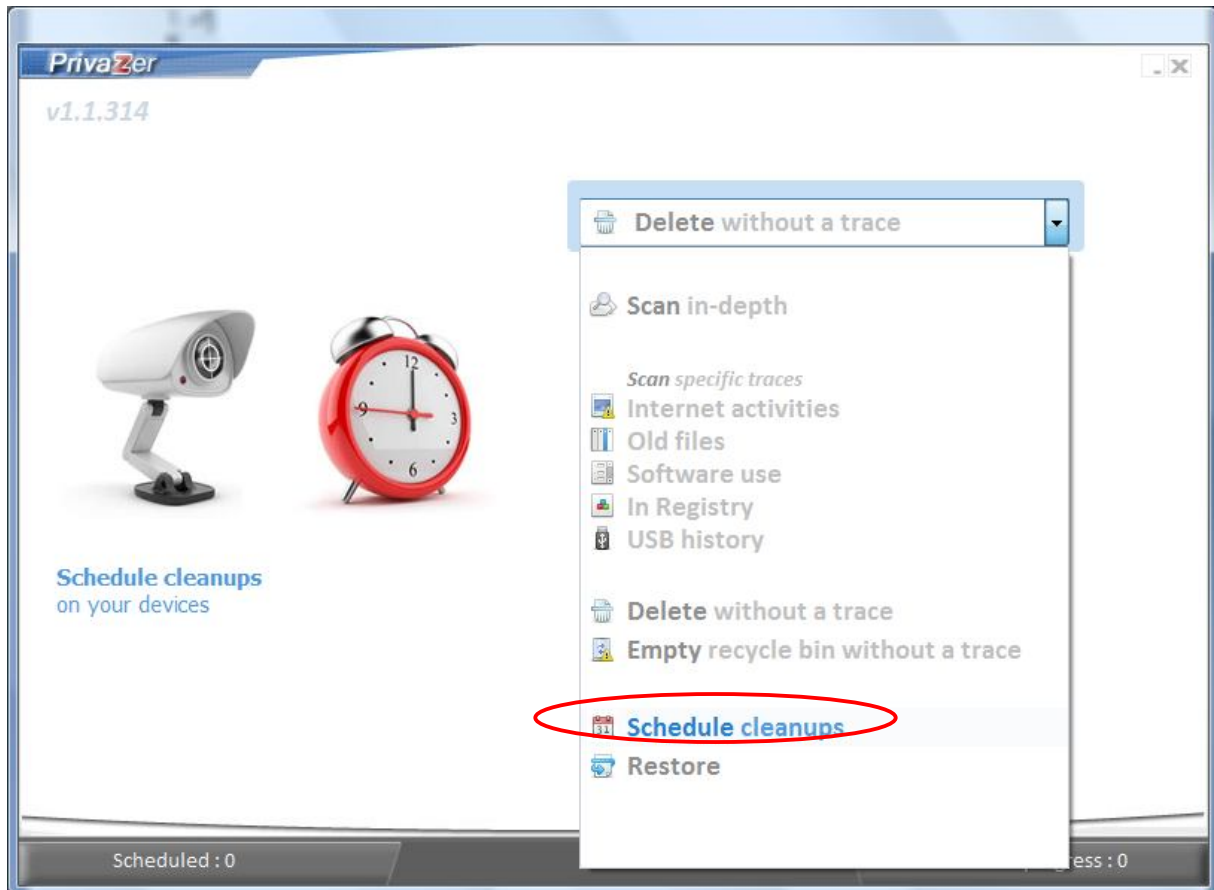 PrivaZer
v1.1.314
Delete without a trace
Scan in-depth
Scan specific traces
Internet activities
Old files
Software use
In Registry
USB history
Delete without a trace
Empty recycle bin without a trace
Schedule cleanups
Restore
Schedule cleanups
on your devices
Scheduled : 0
: 0